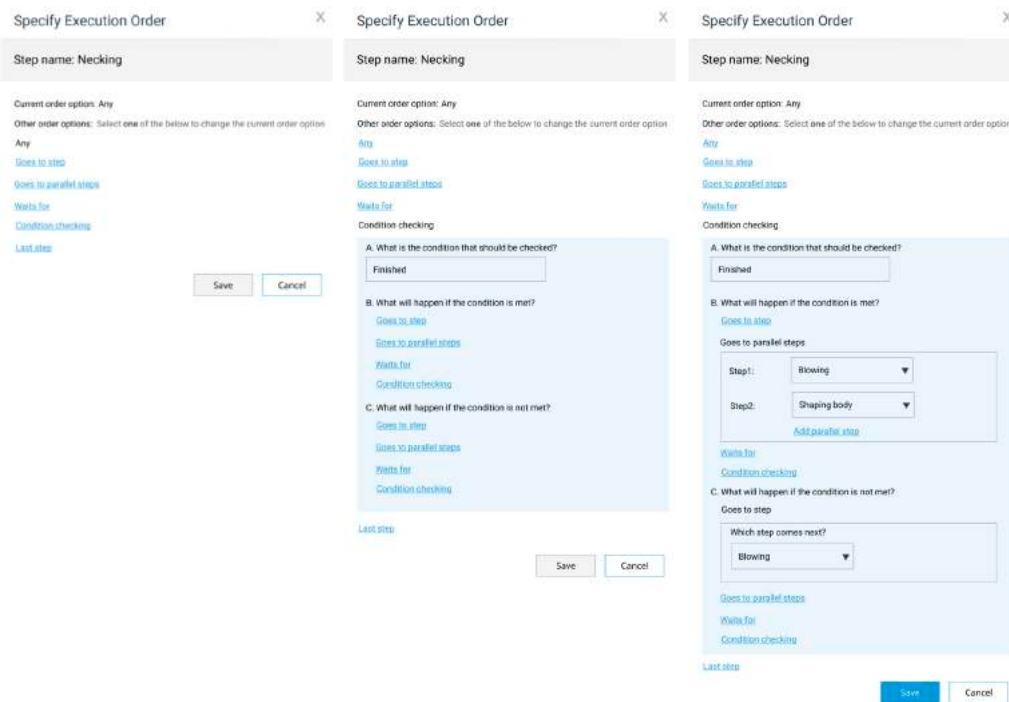 Specify Execution Order X
Step name: Necking
Current order option: Any
Other order options: Select one of the below to change the current order option
Any
Goes to step
Goes to parallel steps
Waits for
Condition checking
Last step
Save Cancel
Specify Execution Order X
Step name: Necking
Current order option: Any
Other order options: Select one of the below to change the current order option
Any
Goes to step
Goes to parallel steps
Waits for
Condition checking
A. What is the condition that should be checked?
Finished
B. What will happen if the condition is met?
Goes to step
Goes to parallel steps
Waits for
Condition checking
C. What will happen if the condition is not met?
Goes to step
Goes to parallel steps
Waits for
Condition checking
Last step
Save Cancel
Specify Execution Order X
Step name: Necking
Current order option: Any
Other order options: Select one of the below to change the current order option
Any
Goes to step
Goes to parallel steps
Waits for
Condition checking
A. What is the condition that should be checked?
Finished
B. What will happen if the condition is met?
Goes to step
Goes to parallel steps
Step1: Blowing
Step2: Shaping body
Add parallel step
Waits for
Condition checking
C. What will happen if the condition is not met?
Goes to step
Which step comes next?
Blowing
Goes to parallel steps
Waits for
Condition checking
Last step
Save Cancel